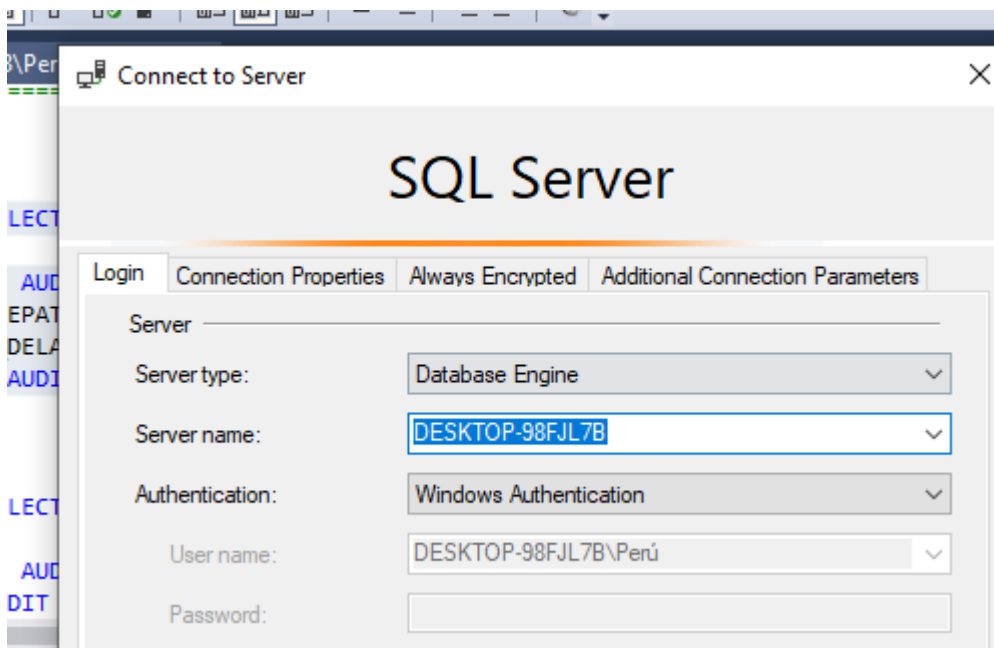 Connect to Server
SQL Server
LECT
Login Connection Properties Always Encrypted Additional Connection Parameters
AUD
EPAT
Server
DELA
AUDI
Server type: Database Engine
Server name: DESKTOP-98FJL7B
Authentication: Windows Authentication
LECT
User name: DESKTOP-98FJL7B\Perú
AUD
DIT
Password: